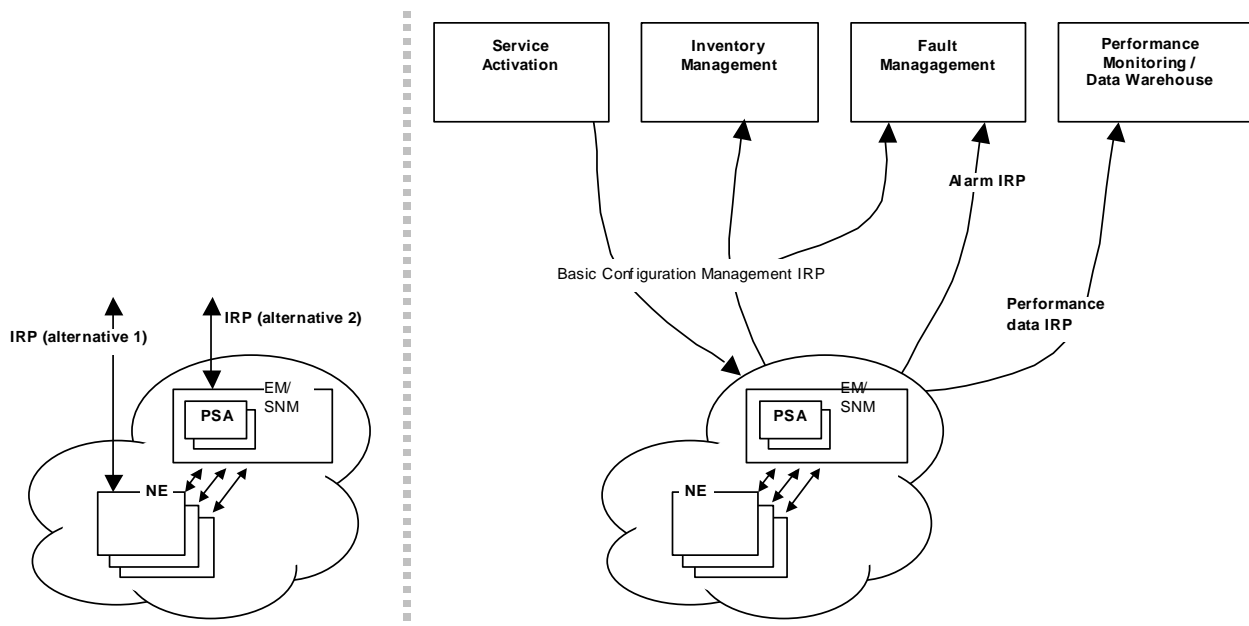 Service
Activation
Inventory
Management
Fault
Managagement
Performance
Monitoring /
Data Warehouse
Alarm IRP
Basic Configuration Management IRP
Performance
data IRP
IRP (alternative 1)
IRP (alternative 2)
EM/
SNM
PSA
NE
EM/
SNM
PSA
NE